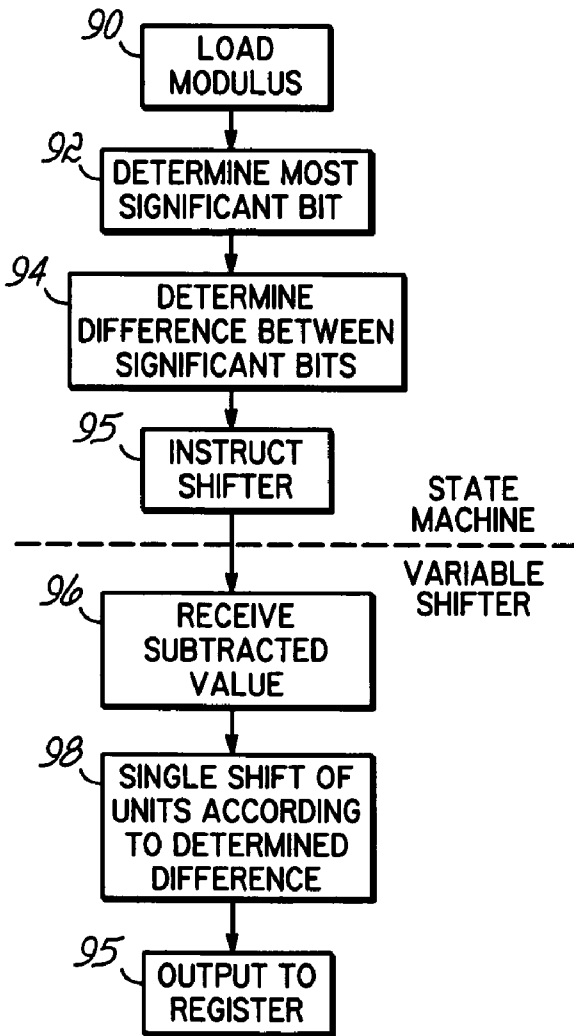 90
LOAD
MODULUS
92
DETERMINE MOST
SIGNIFICANT BIT
94
DETERMINE
DIFFERENCE BETWEEN
SIGNIFICANT BITS
95
INSTRUCT
SHIFTER
STATE
MACHINE
VARIABLE
SHIFTER
96
RECEIVE
SUBTRACTED
VALUE
98
SINGLE SHIFT OF
UNITS ACCORDING
TO DETERMINED
DIFFERENCE
95
OUTPUT TO
REGISTER